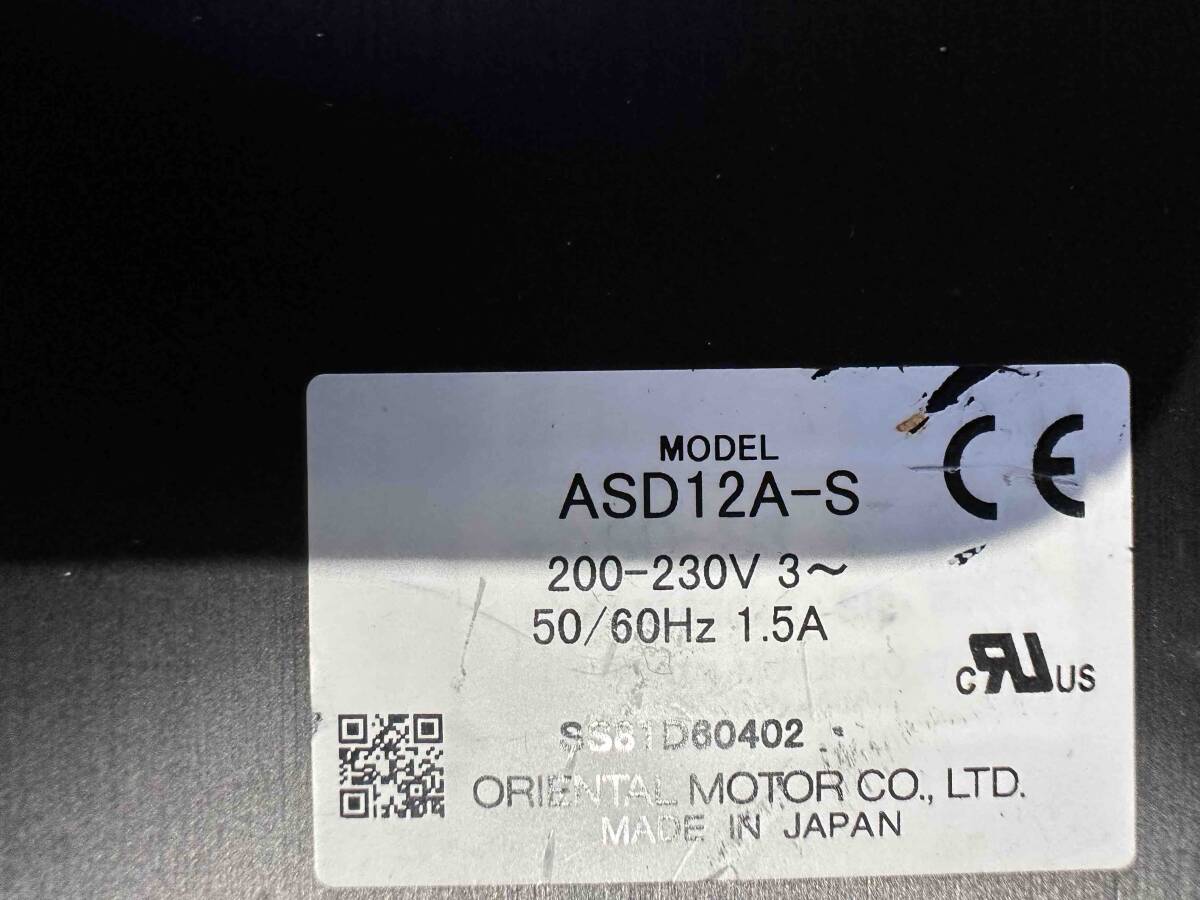 MODEL
ASD12A-S
CE
200-230V 3～
50/60Hz 1.5A
c RU US
SS61D60402
ORIENTAL MOTOR CO., LTD.
MADE IN JAPAN